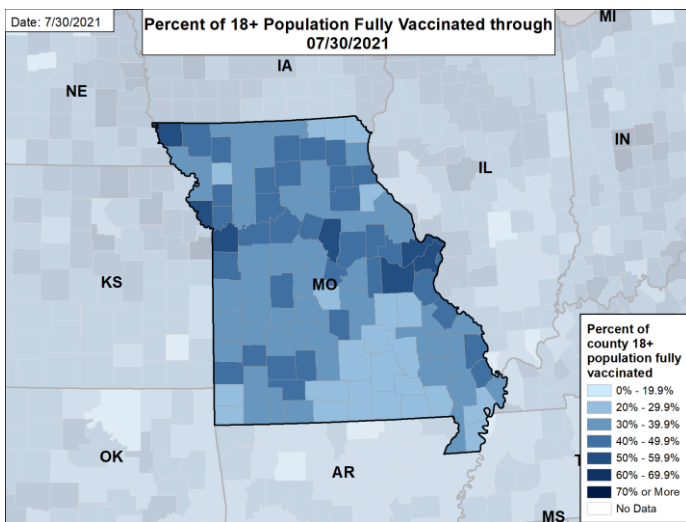 Date: 7/30/2021
Percent of 18+ Population Fully Vaccinated through
07/30/2021
MI
IA
NE
IN
IL
KS
MO
OK
AR
MS
T
Percent of
county 18+
population fully
vaccinated
0% - 19.9%
20% - 29.9%
30% - 39.9%
40% - 49.9%
50% - 59.9%
60% - 69.9%
70% or More
No Data